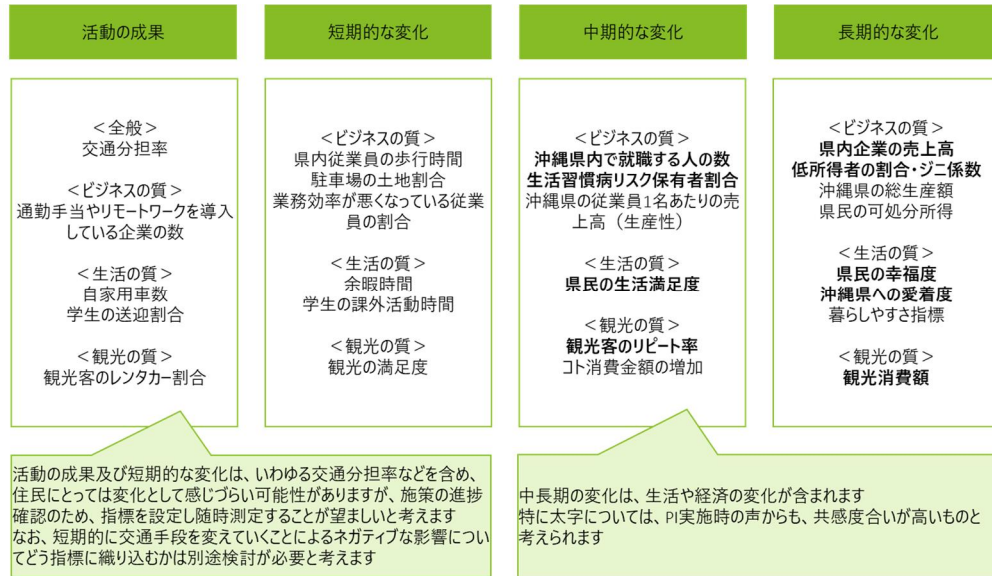 活動の成果
短期的な変化
中期的な変化
長期的な変化
＜全般＞
交通分担率
＜ビジネスの質＞
通勤手当やリモートワークを導入
している企業の数
＜生活の質＞
自家用車数
学生の送迎割合
＜観光の質＞
観光客のレンタカー割合
＜ビジネスの質＞
県内従業員の歩行時間
駐車場の土地割合
業務効率が悪くなっている従業
員の割合
＜生活の質＞
余暇時間
学生の課外活動時間
＜観光の質＞
観光の満足度
＜ビジネスの質＞
沖縄県内で就職する人の数
生活習慣病リスク保有者割合
沖縄県の従業員1名あたりの売
上高（生産性）
＜生活の質＞
県民の生活満足度
＜観光の質＞
観光客のリピート率
コト消費金額の増加
＜ビジネスの質＞
県内企業の売上高
低所得者の割合・ジニ係数
沖縄県の総生産額
県民の可処分所得
＜生活の質＞
県民の幸福度
沖縄県への愛着度
暮らしやすさ指標
＜観光の質＞
観光消費額
活動の成果及び短期的な変化は、いわゆる交通分担率などを含め、
住民にとっては変化として感じづらい可能性がありますが、施策の進捗
確認のため、指標を設定し随時測定することが望ましいと考えます
なお、短期的に交通手段を変えていくことによるネガティブな影響につい
てどう指標に織り込むかは別途検討が必要と考えます
中長期の変化は、生活や経済の変化が含まれます
特に太字については、PI実施時の声からも、共感度合いが高いものと
考えられます